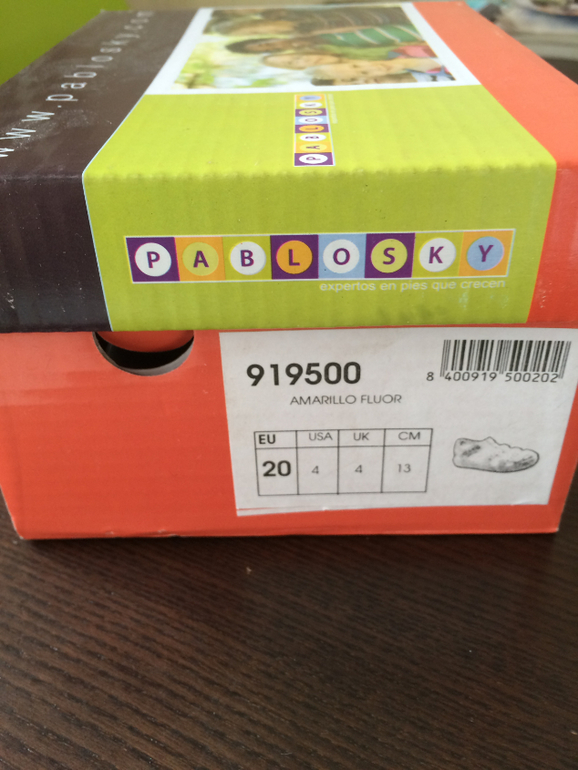 www.pablosky.com
PABLOSKY
PABLOSKY
expertos en pies que crecen
919500
AMARILLO FLUOR
8 400919 500202
EU USA UK CM
20 4 4 13